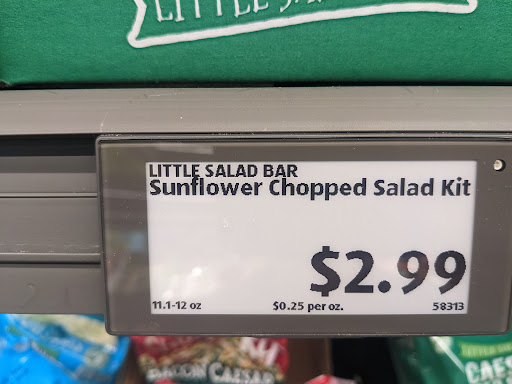 LITTLE SALAD BAR
Sunflower Chopped Salad Kit
$2.99
11.1-12 oz $0.25 per oz. 58313
BACON CAESAR